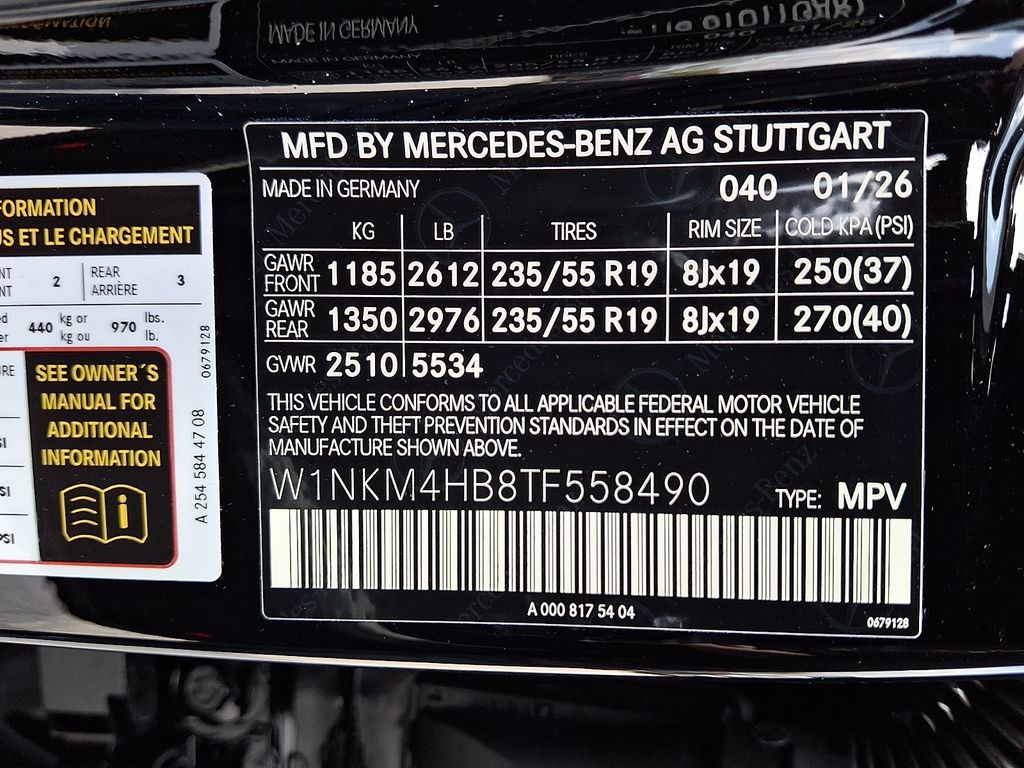 MADE IN GERMANY
MFD BY MERCEDES-BENZ AG STUTTGART
MADE IN GERMANY 040 01/26
KG LB TIRES RIM SIZE COLD KPA (PSI)
GAWR FRONT 1185 2612 235/55 R19 8Jx19 250(37)
GAWR REAR 1350 2976 235/55 R19 8Jx19 270(40)
GVWR 2510 5534
THIS VEHICLE CONFORMS TO ALL APPLICABLE FEDERAL MOTOR VEHICLE
SAFETY AND THEFT PREVENTION STANDARDS IN EFFECT ON THE DATE OF
MANUFACTURE SHOWN ABOVE.
W1NKM4HB8TF558490 TYPE: MPV
A 000 817 54 04
0679128
ET LE CHARGEMENT
2 REAR 3
ARRIÈRE
440 kg or 970 lbs.
kg ou lb.
SEE OWNER´S
MANUAL FOR
ADDITIONAL
INFORMATION
A 254 584 47 08
0679128